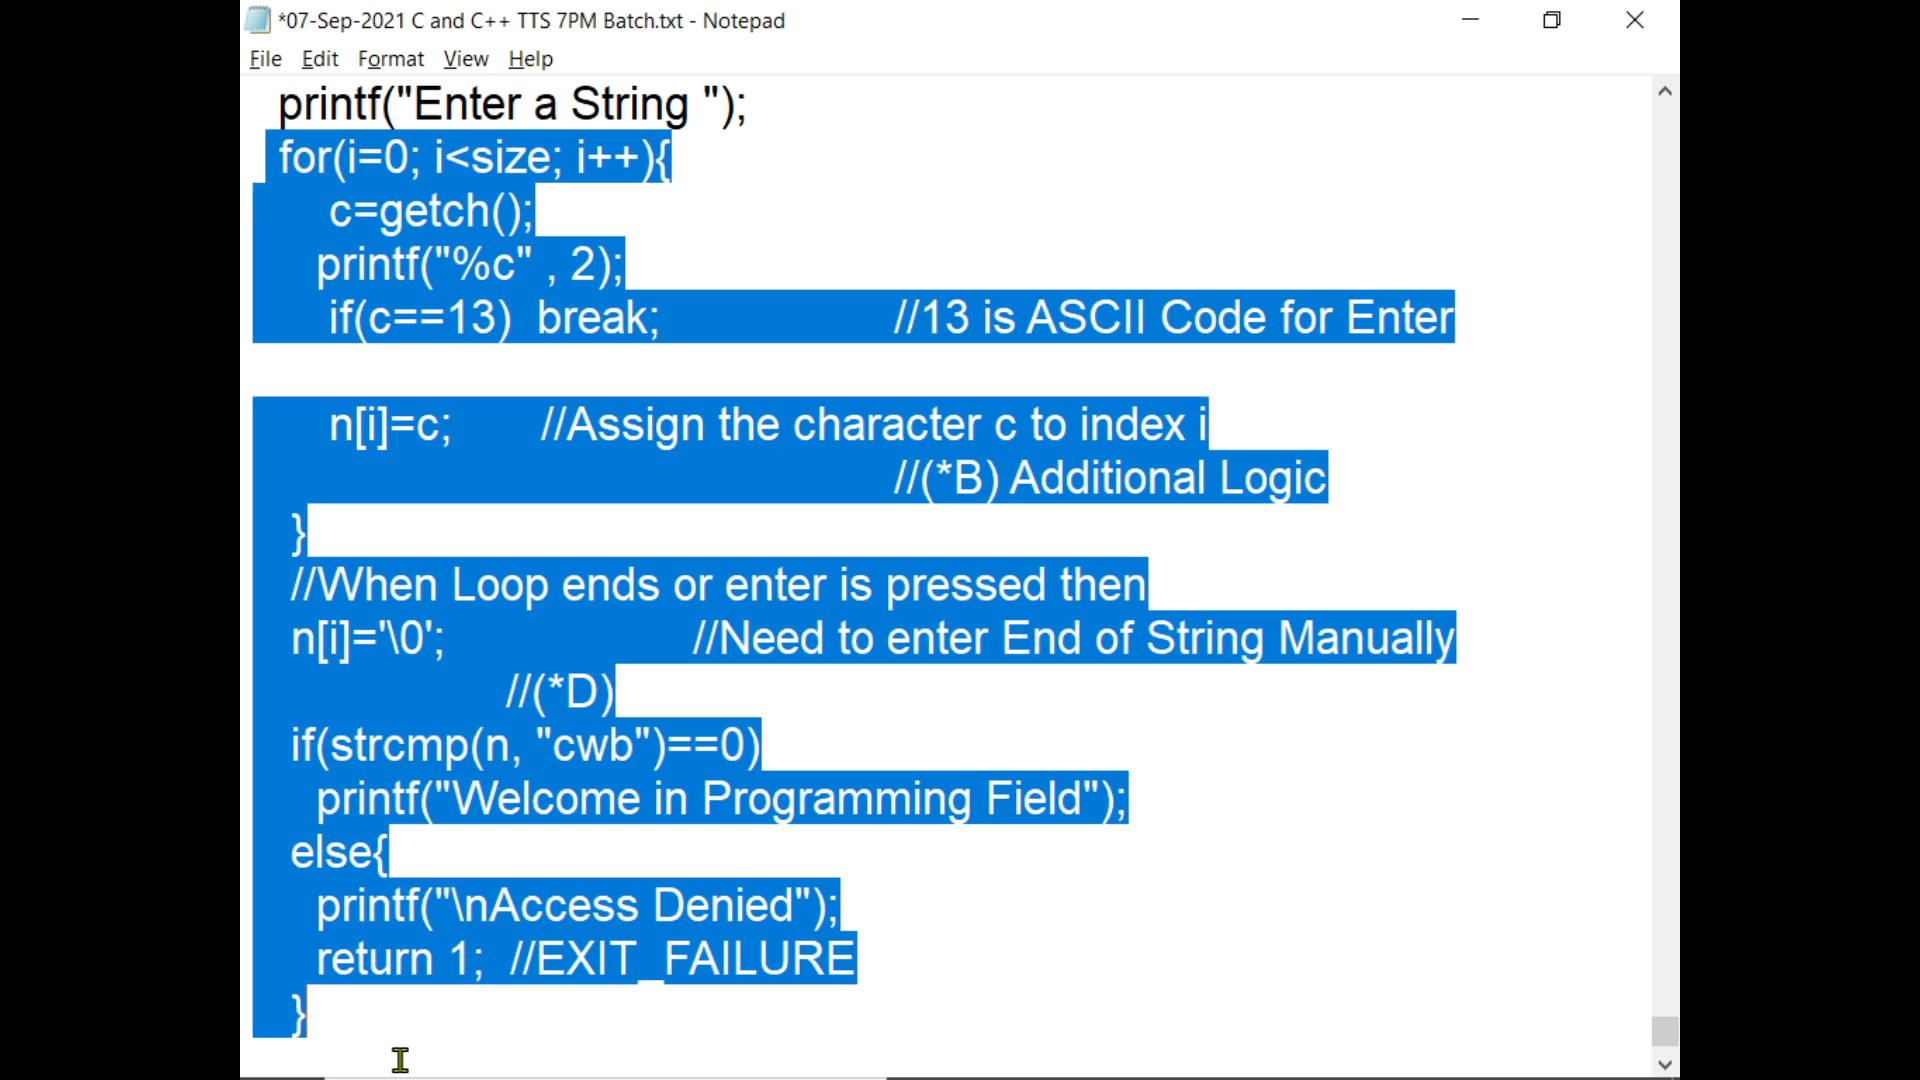 *07-Sep-2021 C and C++ TTS 7PM Batch.txt - Notepad
File Edit Format View Help
printf("Enter a String ");
for(i=0; i<size; i++){
c=getch();
printf("%c" , 2);
if(c==13) break; //13 is ASCII Code for Enter
n[i]=c; //Assign the character c to index i
//(*B) Additional Logic
}
//When Loop ends or enter is pressed then
n[i]='\0'; //Need to enter End of String Manually
//(*D)
if(strcmp(n, "cwb")==0)
printf("Welcome in Programming Field");
else{
printf("\nAccess Denied");
return 1; //EXIT_FAILURE
}